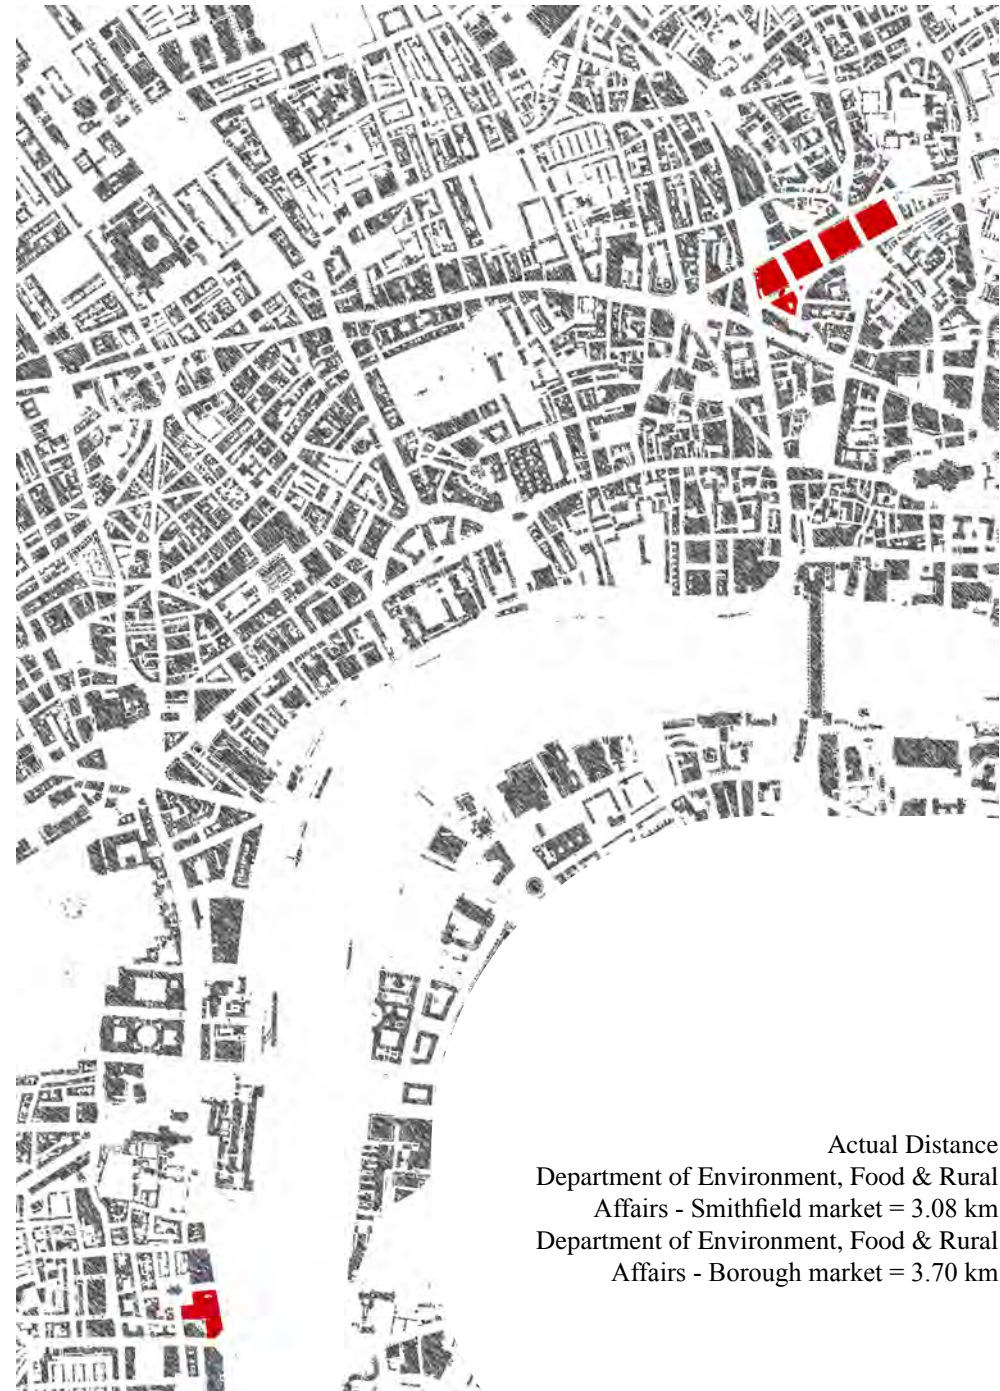 Actual Distance
Department of Environment, Food & Rural
Affairs - Smithfield market = 3.08 km
Department of Environment, Food & Rural
Affairs - Borough market = 3.70 km